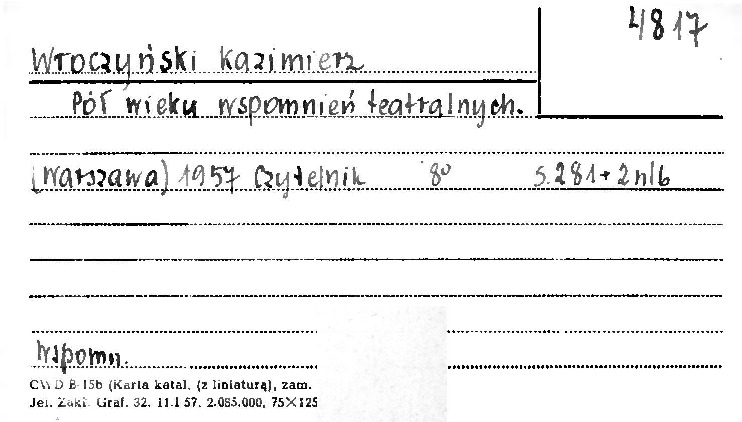 4817
Wroczyński Kazimierz
Pół wieku wspomnień teatralnych.
(Warszawa) 1957 Czytelnik 8° s. 281+2nlb
Wspomn.
CWD B-15b (Karta katal. (z liniaturą), zam.
Jel. Zakł. Graf. 32. 11.I 57. 2.085.000, 75×125